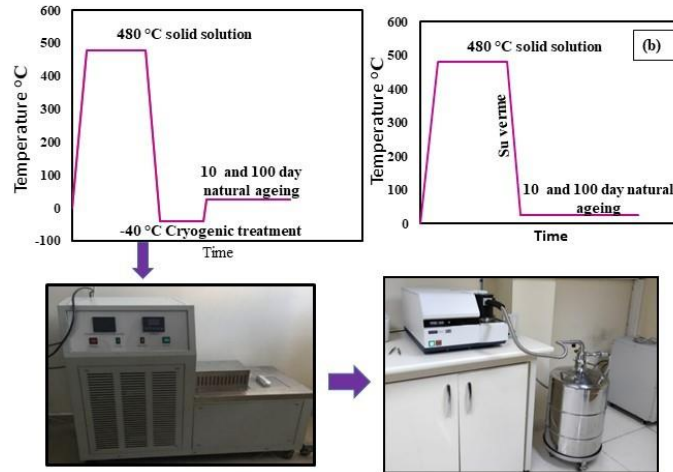 600
500
400
300
200
100
0
-100
Temperature °C
480 °C solid solution
10 and 100 day
natural ageing
-40 °C Cryogenic treatment
Time
600
500
400
300
200
100
0
Temperature °C
480 °C solid solution
(b)
Su verme
10 and 100 day natural
ageing
Time